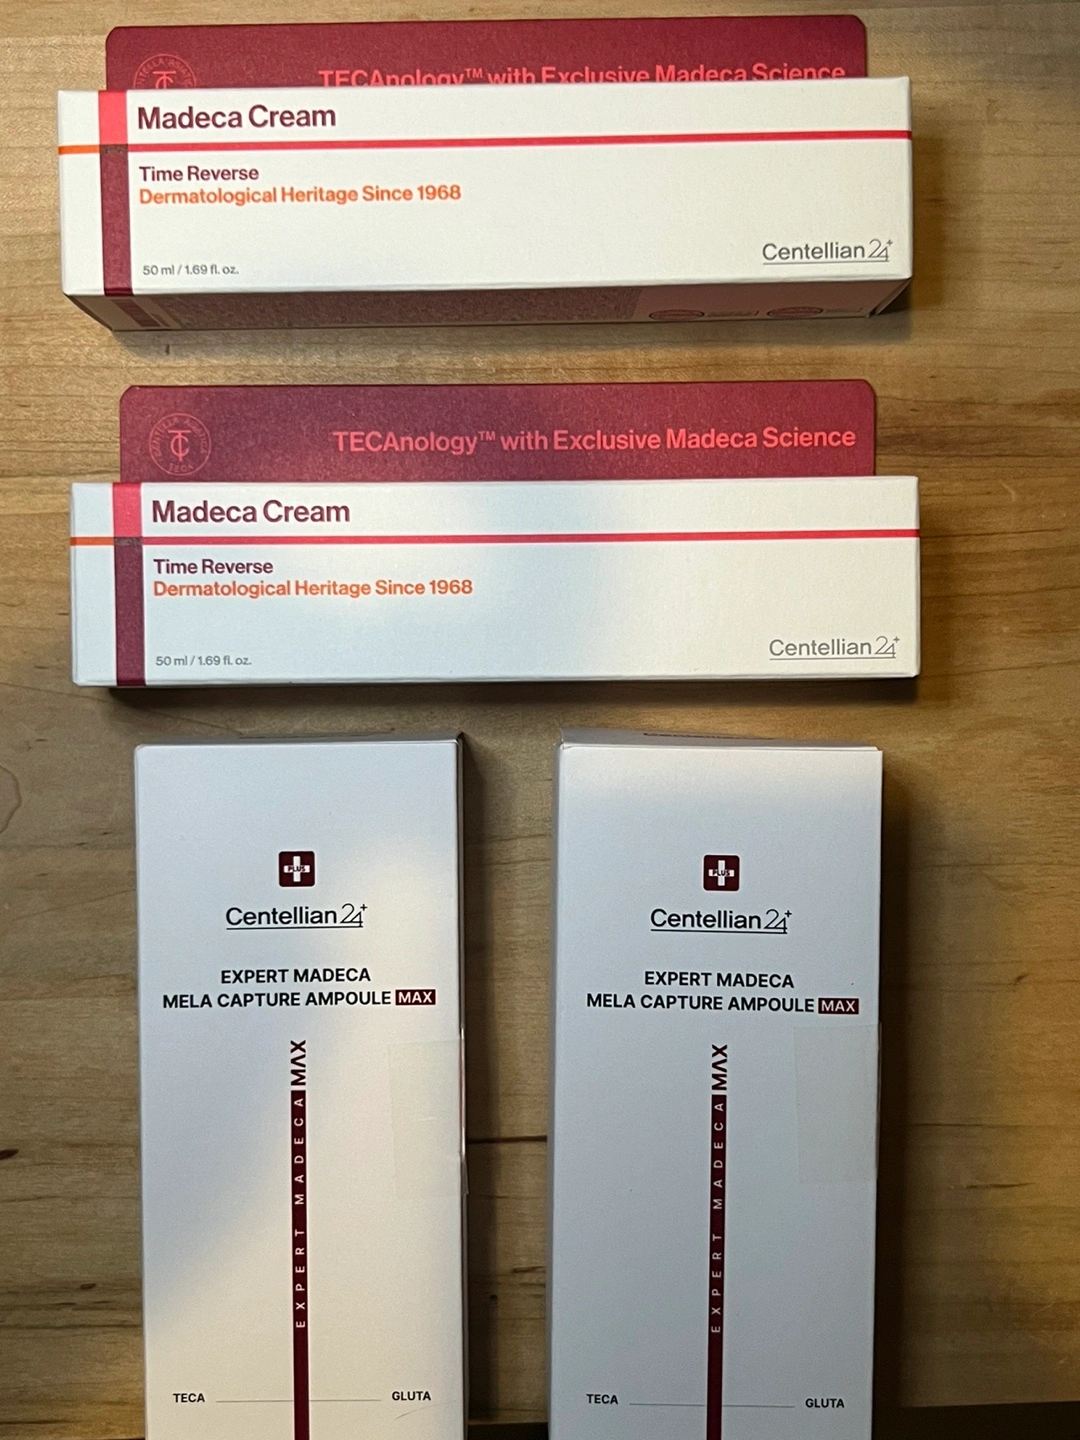 TECAnology™ with Exclusive Madeca Science
Madeca Cream
Time Reverse
Dermatological Heritage Since 1968
50 ml / 1.69 fl. oz.
Centellian 24+
TECAnology™ with Exclusive Madeca Science
CENTELLA ASIATICA
TECA
Madeca Cream
Time Reverse
Dermatological Heritage Since 1968
50 ml / 1.69 fl. oz.
Centellian 24+
PLUS
Centellian 24+
EXPERT MADECA
MELA CAPTURE AMPOULE MAX
EXPERT MADECA MAX
TECA GLUTA
PLUS
Centellian 24+
EXPERT MADECA
MELA CAPTURE AMPOULE MAX
EXPERT MADECA MAX
TECA GLUTA